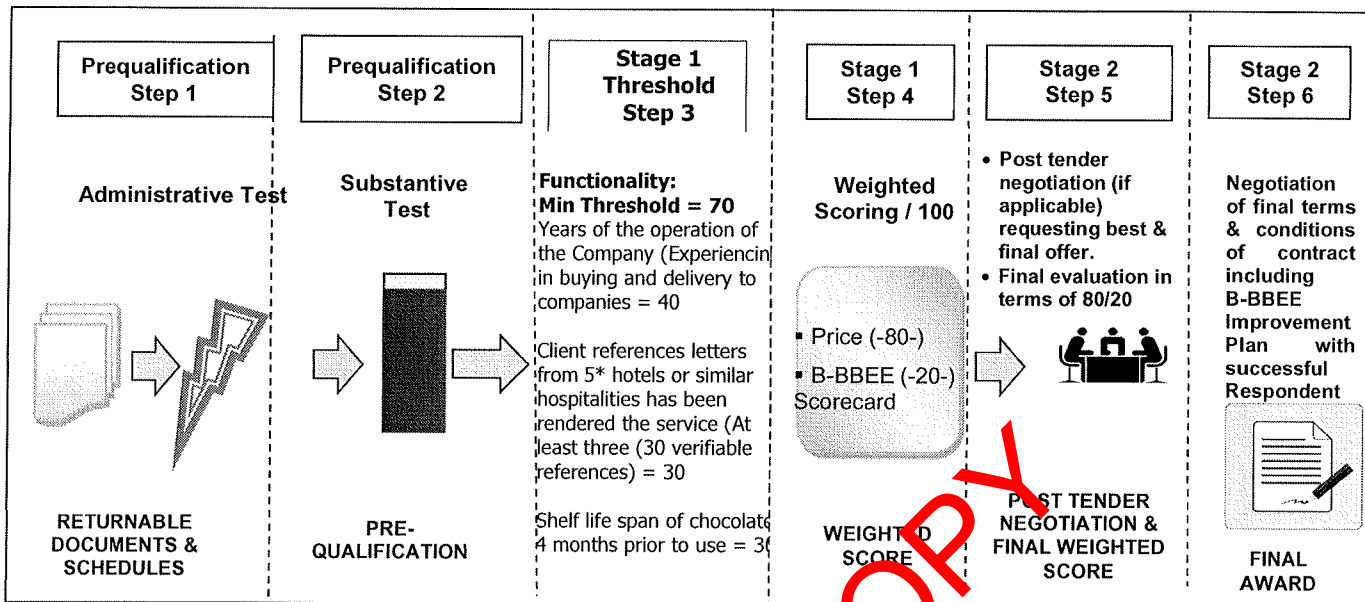 Prequalification
Step 1
Administrative Test
RETURNABLE
DOCUMENTS &
SCHEDULES
Prequalification
Step 2
Substantive
Test
PRE-
QUALIFICATION
Stage 1
Threshold
Step 3
Functionality:
Min Threshold = 70
Years of the operation of
the Company (Experiencin
in buying and delivery to
companies = 40
Client references letters
from 5* hotels or similar
hospitalities has been
rendered the service (At
least three (30 verifiable
references) = 30
Shelf life span of chocolate
4 months prior to use = 30
Stage 1
Step 4
Weighted
Scoring / 100
▪ Price (-80-)
▪ B-BBEE (-20-)
Scorecard
WEIGHTED
SCORE
Stage 2
Step 5
• Post tender
negotiation (if
applicable)
requesting best &
final offer.
• Final evaluation in
terms of 80/20
POST TENDER
NEGOTIATION &
FINAL WEIGHTED
SCORE
Stage 2
Step 6
Negotiation
of final terms
& conditions
of contract
including
B-BBEE
Improvement
Plan with
successful
Respondent
FINAL
AWARD
OPY